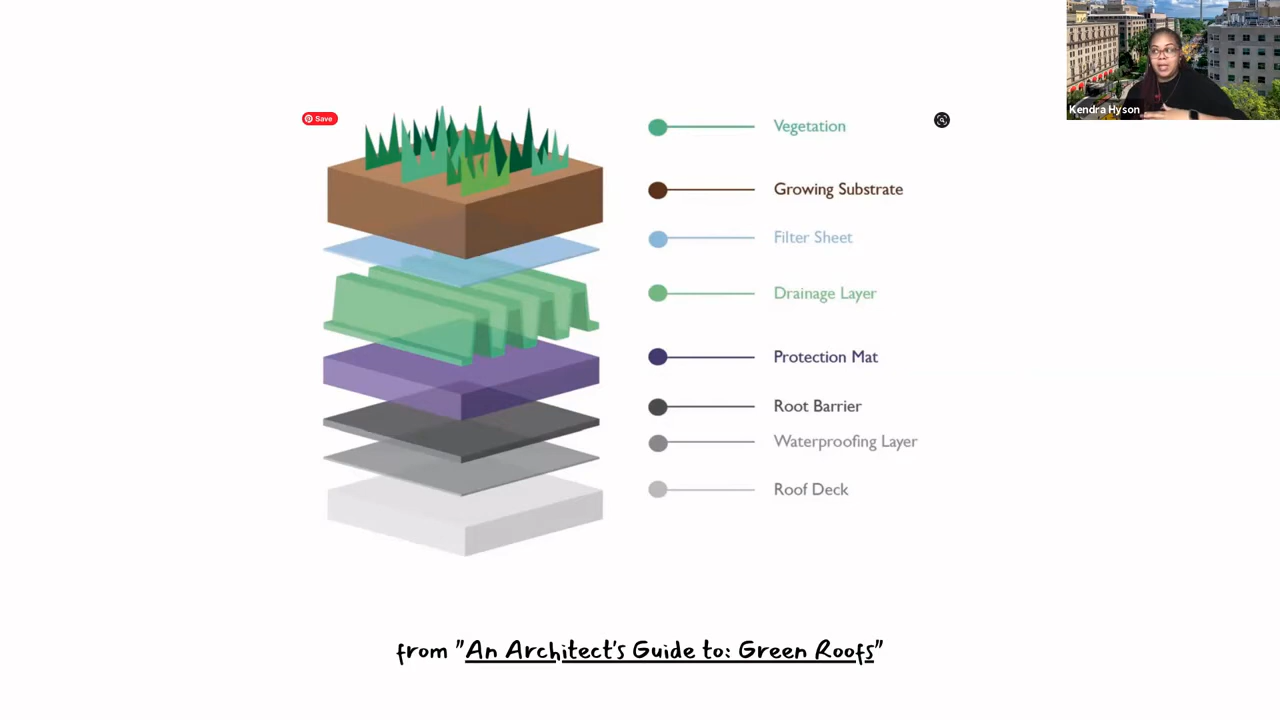 Save
Kendra Hyson
Vegetation
Growing Substrate
Filter Sheet
Drainage Layer
Protection Mat
Root Barrier
Waterproofing Layer
Roof Deck
from "An Architect's Guide to: Green Roofs"